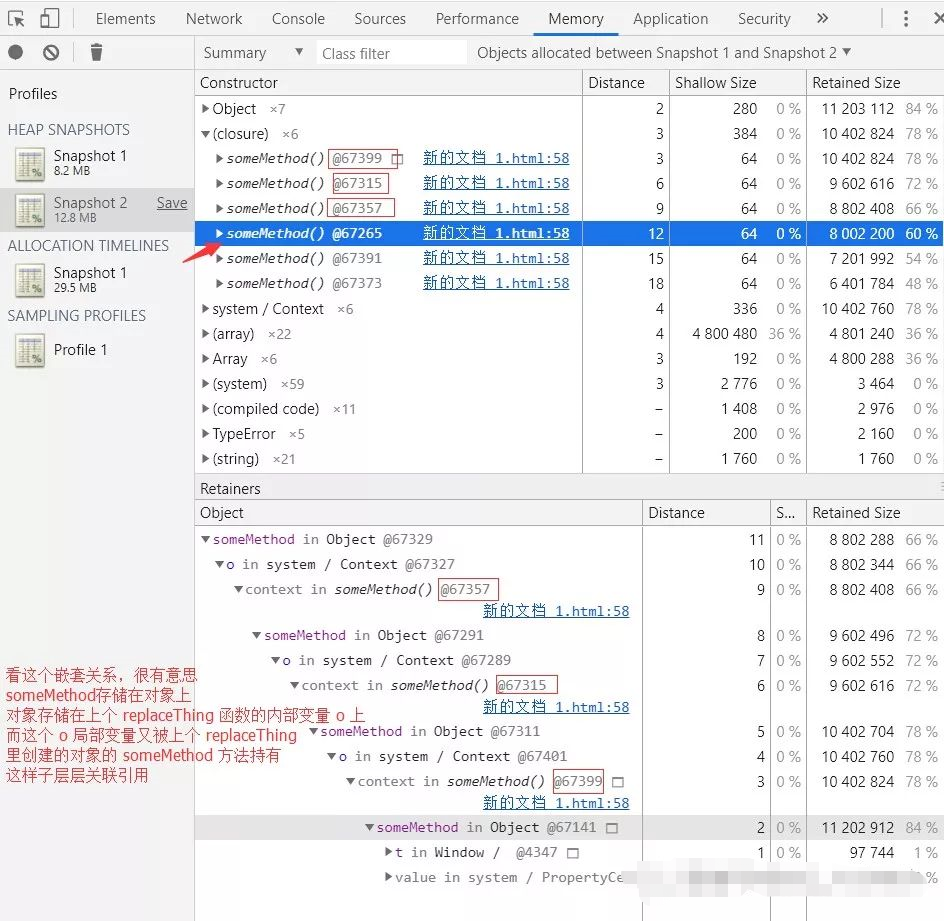 Elements Network Console Sources Performance Memory Application Security »
Summary ▼ Class filter Objects allocated between Snapshot 1 and Snapshot 2 ▼
Profiles
HEAP SNAPSHOTS
Snapshot 1
8.2 MB
Snapshot 2 Save
12.8 MB
ALLOCATION TIMELINES
Snapshot 1
29.5 MB
SAMPLING PROFILES
Profile 1
Constructor Distance Shallow Size Retained Size
▶Object ×7 2 280 0 % 11 203 112 84 %
▼(closure) ×6 3 384 0 % 10 402 824 78 %
▶someMethod() @67399 新的文档 1.html:58 3 64 0 % 10 402 824 78 %
▶someMethod() @67315 新的文档 1.html:58 6 64 0 % 9 602 616 72 %
▶someMethod() @67357 新的文档 1.html:58 9 64 0 % 8 802 408 66 %
▶someMethod() @67265 新的文档 1.html:58 12 64 0 % 8 002 200 60 %
▶someMethod() @67391 新的文档 1.html:58 15 64 0 % 7 201 992 54 %
▶someMethod() @67373 新的文档 1.html:58 18 64 0 % 6 401 784 48 %
▶system / Context ×6 4 336 0 % 10 402 760 78 %
▶(array) ×22 4 4 800 480 36 % 4 801 240 36 %
▶Array ×6 3 192 0 % 4 800 288 36 %
▶(system) ×59 3 2 776 0 % 3 464 0 %
▶(compiled code) ×11 – 1 408 0 % 2 976 0 %
▶TypeError ×5 – 200 0 % 2 160 0 %
▶(string) ×21 – 1 760 0 % 1 760 0 %
Retainers
Object Distance S... Retained Size
▼someMethod in Object @67329 11 0 % 8 802 288 66 %
▼o in system / Context @67327 10 0 % 8 802 344 66 %
▼context in someMethod() @67357 9 0 % 8 802 408 66 %
新的文档 1.html:58
▼someMethod in Object @67291 8 0 % 9 602 496 72 %
▼o in system / Context @67289 7 0 % 9 602 552 72 %
▼context in someMethod() @67315 6 0 % 9 602 616 72 %
新的文档 1.html:58
▼someMethod in Object @67311 5 0 % 10 402 704 78 %
▼o in system / Context @67401 4 0 % 10 402 760 78 %
▼context in someMethod() @67399 3 0 % 10 402 824 78 %
新的文档 1.html:58
▼someMethod in Object @67141 2 0 % 11 202 912 84 %
▶t in Window / @4347 1 0 % 97 744 1 %
▶value in system / %
看这个嵌套关系，很有意思
someMethod存储在对象上
对象存储在上个 replaceThing 函数的内部变量 o 上
而这个 o 局部变量又被上个 replaceThing
里创建的对象的 someMethod 方法持有
这样子层层关联引用